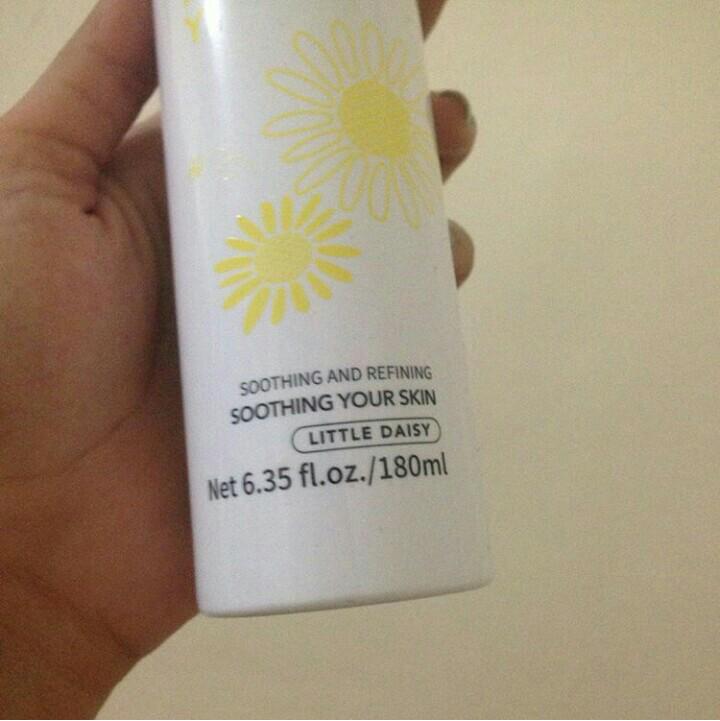 SOOTHING AND REFINING
SOOTHING YOUR SKIN
LITTLE DAISY
Net 6.35 fl.oz./180ml